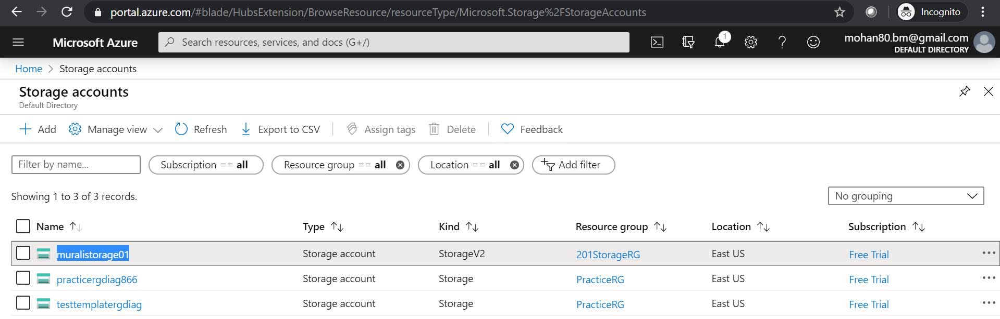 portal.azure.com/#blade/HubsExtension/BrowseResource/resourceType/Microsoft.Storage%2FStorageAccounts Incognito
Microsoft Azure Search resources, services, and docs (G+/) 1 mohan80.bm@gmail.com
DEFAULT DIRECTORY
Home > Storage accounts
Storage accounts
Default Directory
Add Manage view Refresh Export to CSV Assign tags Delete Feedback
Filter by name... Subscription == all Resource group == all Location == all Add filter
Showing 1 to 3 of 3 records. No grouping
Name Type Kind Resource group Location Subscription
muralistorage01 Storage account StorageV2 201StorageRG East US Free Trial
practicergdiag866 Storage account Storage PracticeRG East US Free Trial
testtemplatergdiag Storage account Storage PracticeRG East US Free Trial